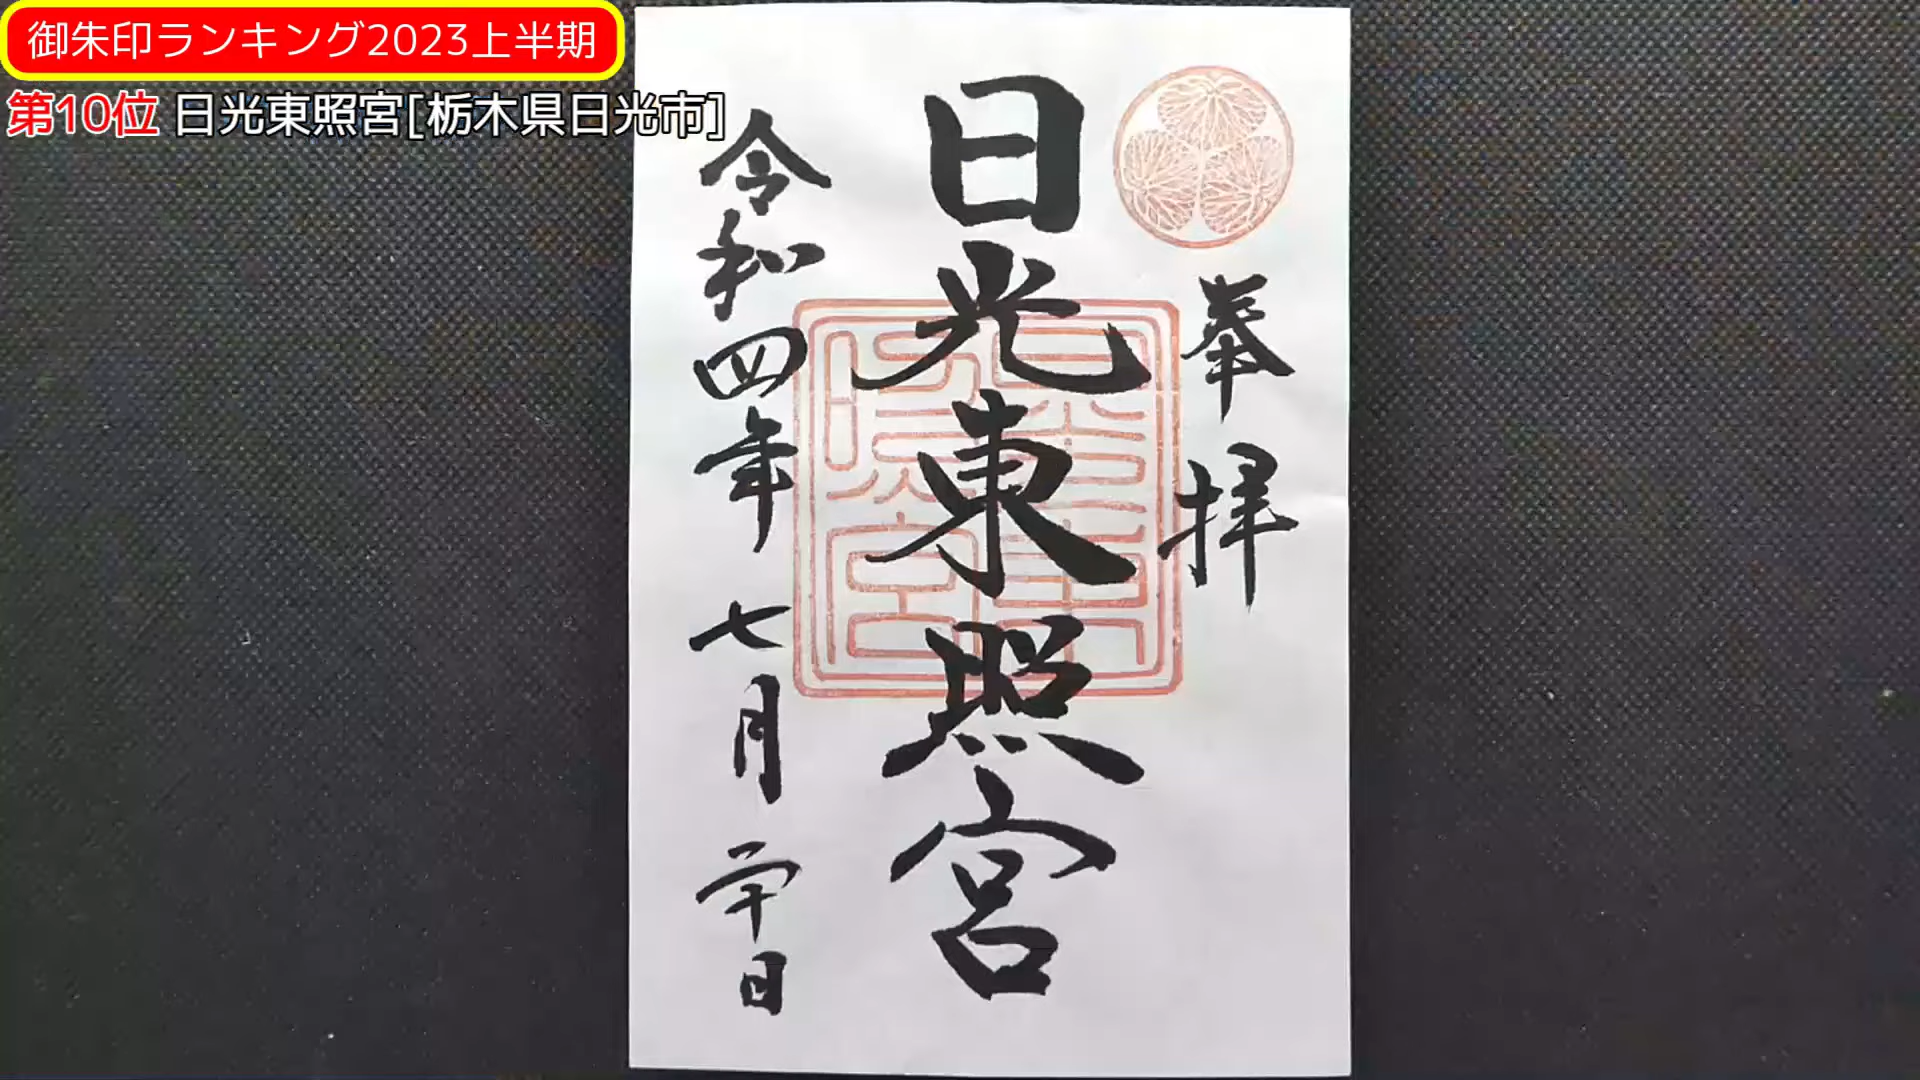 御朱印ランキング2023上半期
第10位 日光東照宮[栃木県日光市]
奉拝
日光東照宮
令和四年 七月 二十日